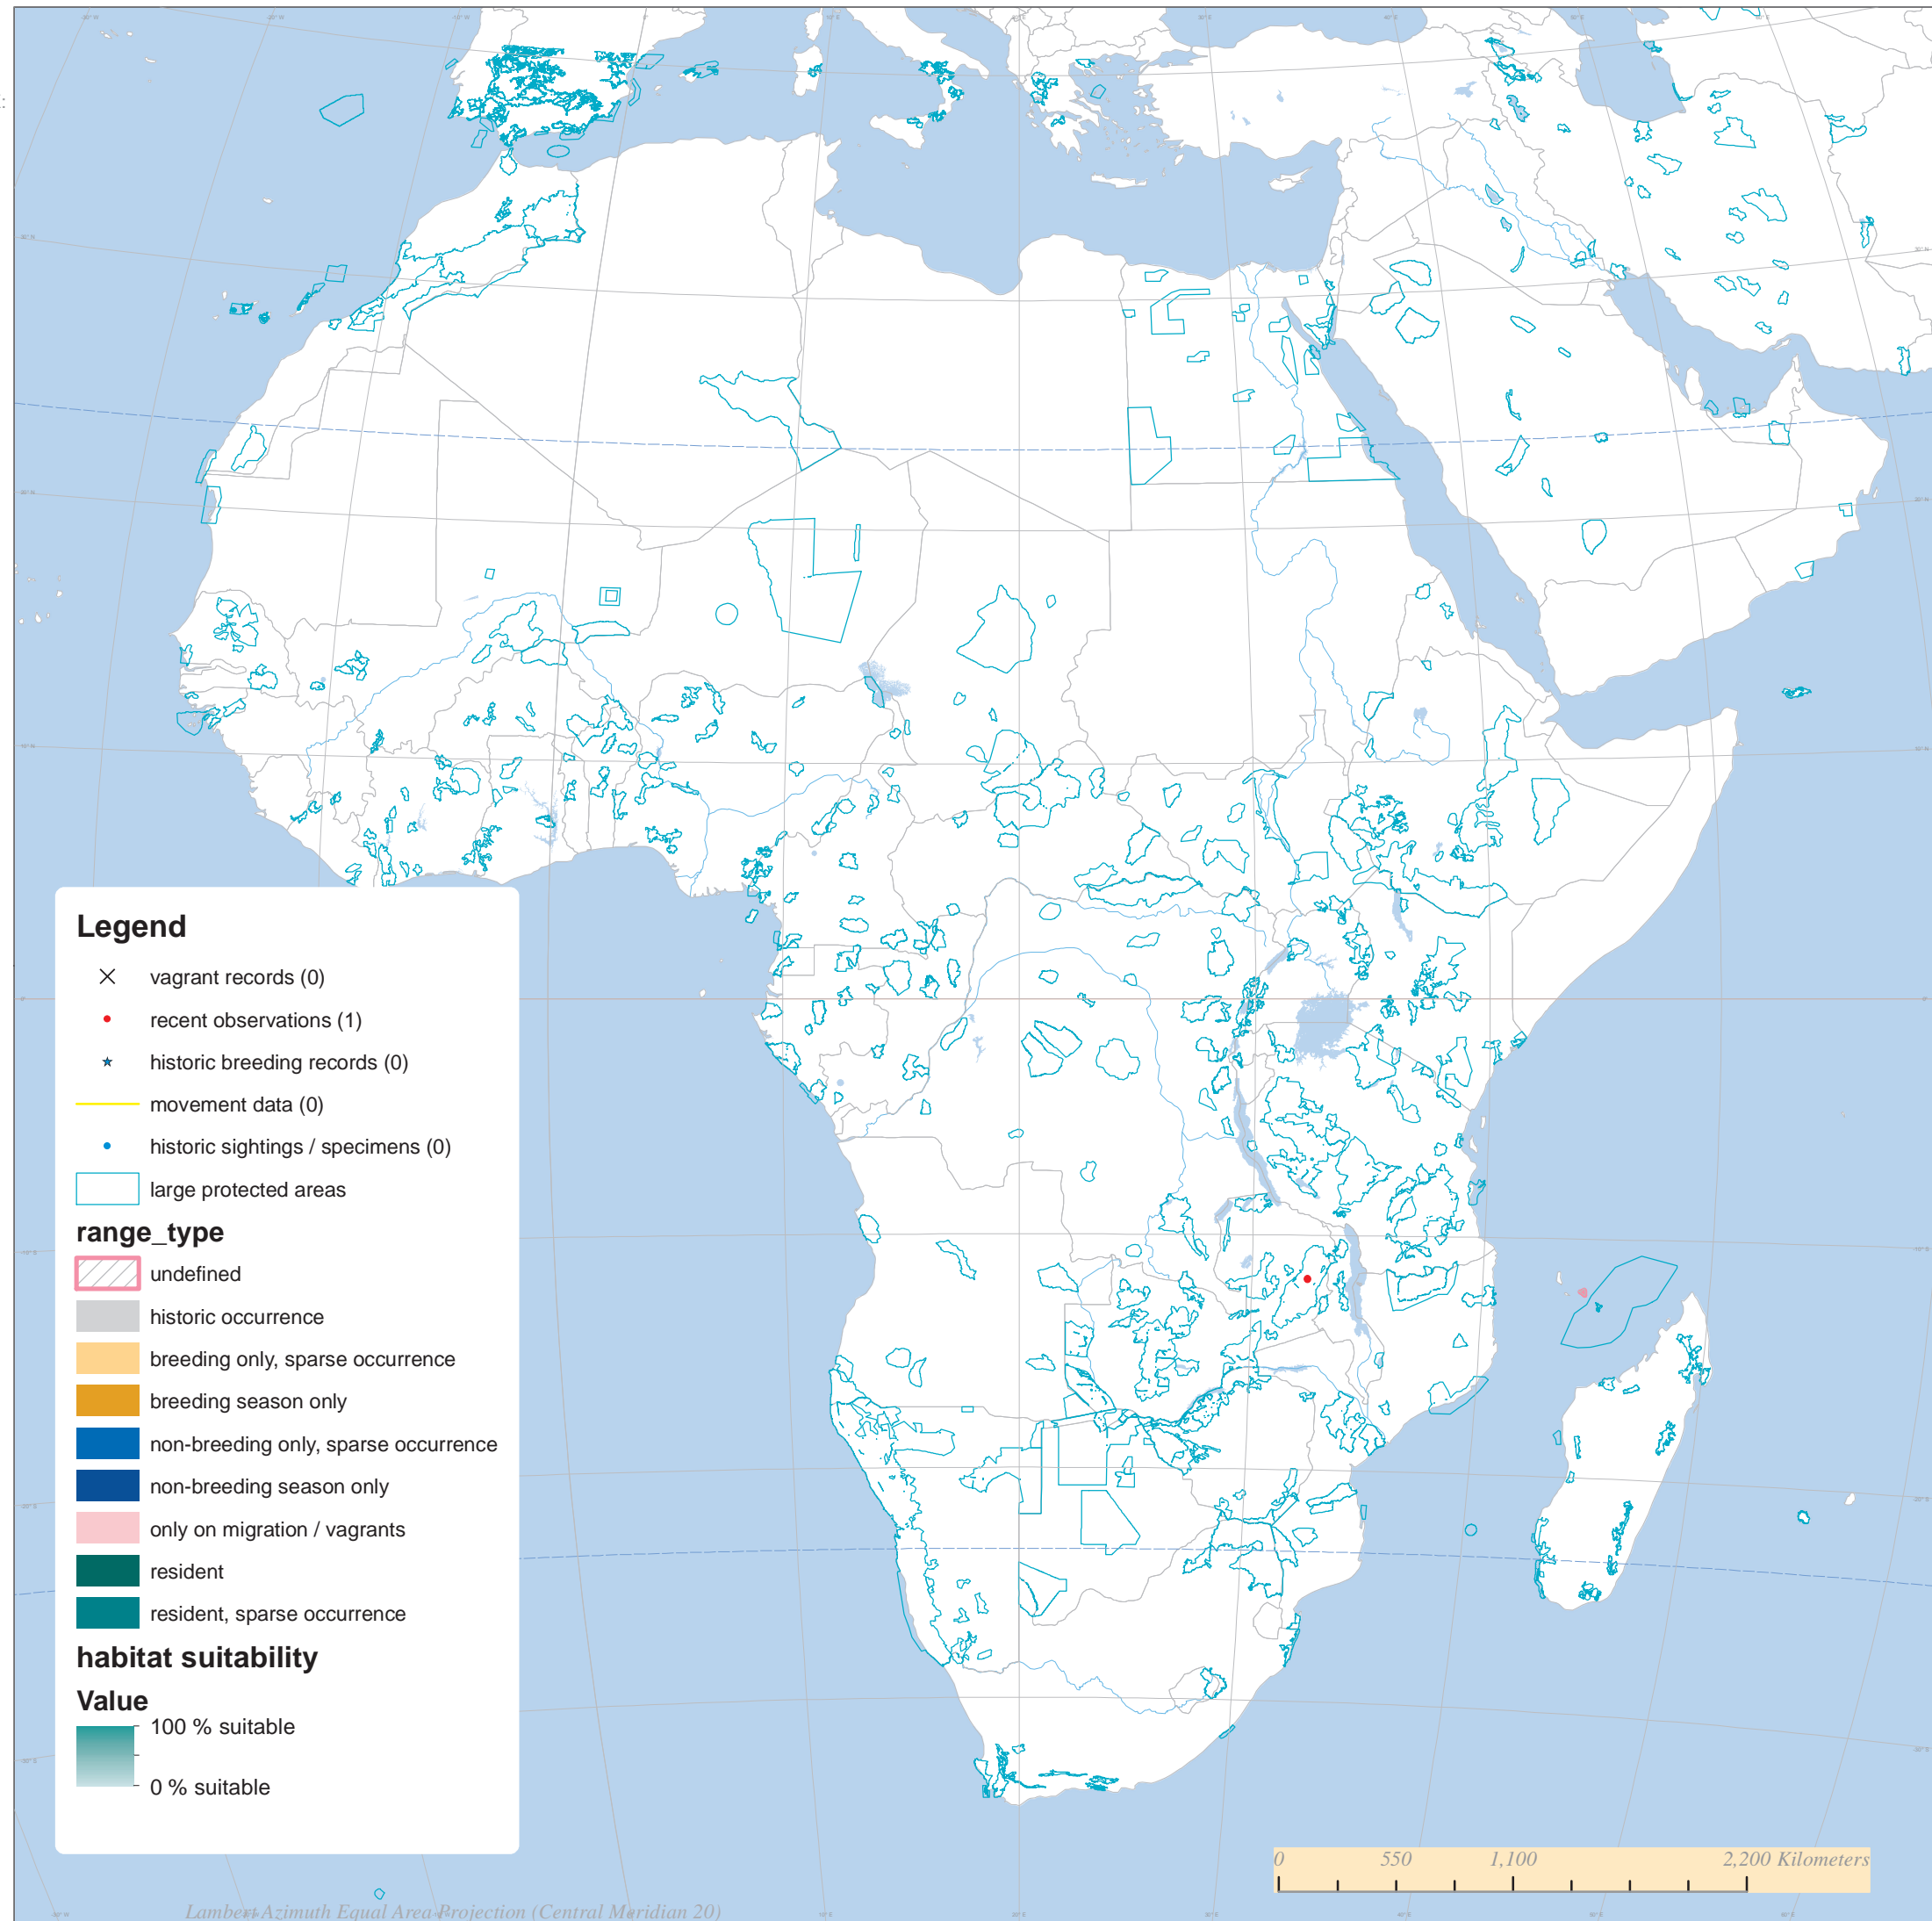 Legend
vagrant records (0)
recent observations (1)
historic breeding records (0)
movement data (0)
historic sightings / specimens (0)
large protected areas
range_type
undefined
historic occurrence
breeding only, sparse occurrence
breeding season only
non-breeding only, sparse occurrence
non-breeding season only
only on migration / vagrants
resident
resident, sparse occurrence
habitat suitability
Value
100 % suitable
0 % suitable
0 550 1,100 2,200 Kilometers
Lambert Azimuth Equal Area Projection (Central Meridian 20)